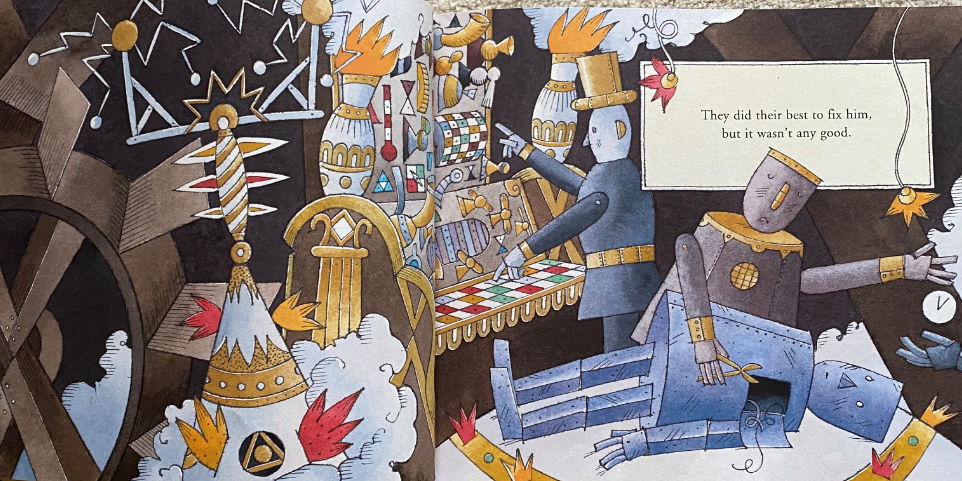 They did their best to fix him,
but it wasn't any good.